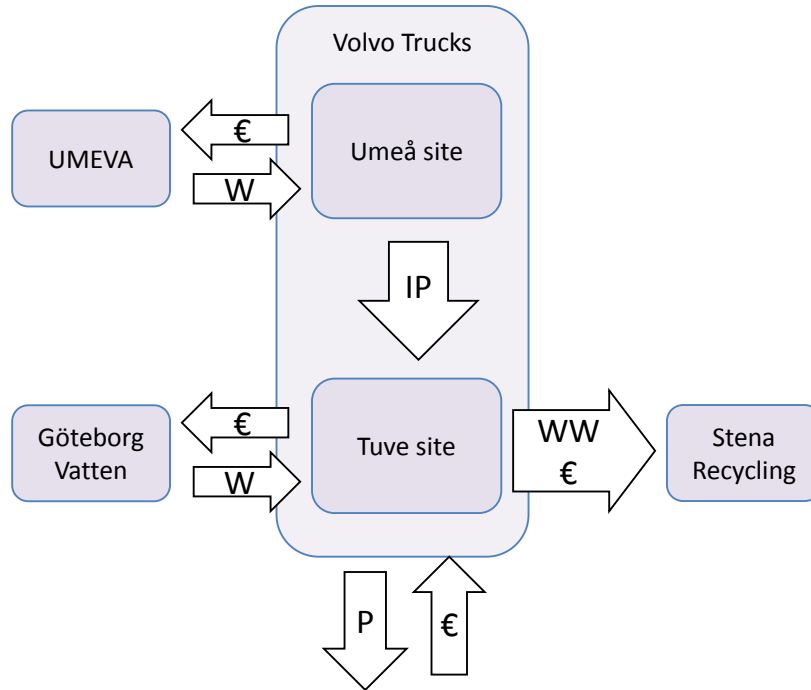 Volvo Trucks
€
UMEVA
Umeå site
W
IP
€
Göteborg
Vatten
Tuve site
W
WW
€
Stena
Recycling
P
€